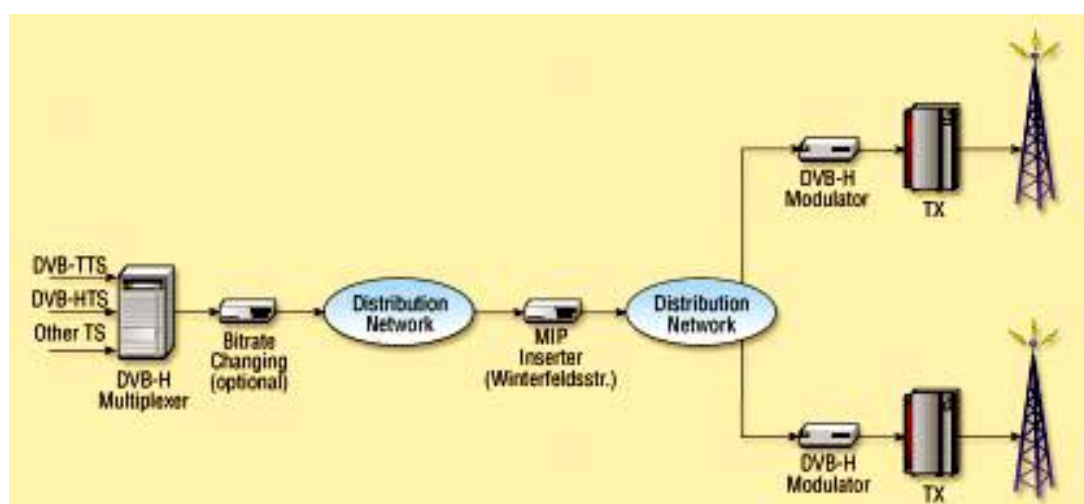 DVB-TTS
DVB-HTS
Other TS
DVB-H
Multiplexer
Bitrate
Changing
(optional)
Distribution
Network
MIP
Inserter
(Winterfeldsstr.)
Distribution
Network
DVB-H
Modulator
TX
DVB-H
Modulator
TX